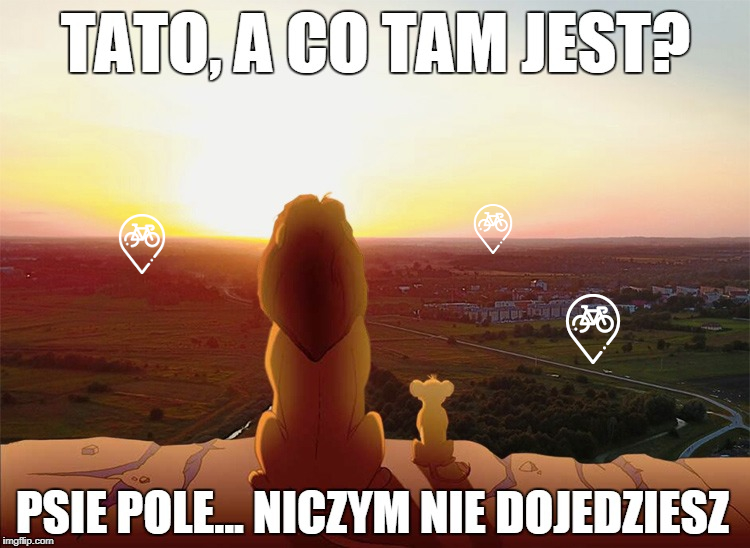 TATO, A CO TAM JEST?
PSIE POLE... NICZYM NIE DOJEDZIESZ
imgflip.com